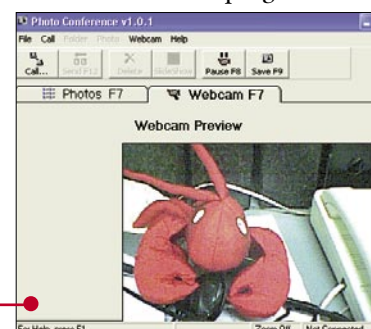 Photo Conference v1.0.1
File Call Folder Photo Webcam Help
Call... Send F12 Delete SlideShow Pause F8 Save F9
Photos F7 Webcam F7
Webcam Preview
For Help, press F1 Zoom Off Not Connected